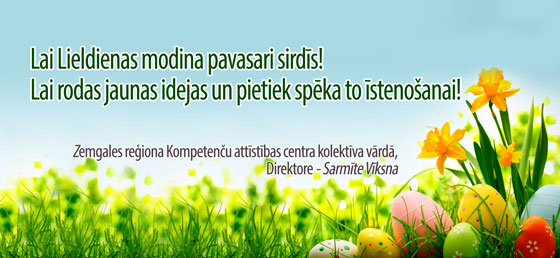 Lai Lieldienas modina pavasari sirdīs!
Lai rodas jaunas idejas un pietiek spēka to īstenošanai!
Zemgales reģiona Kompetenču attīstības centra kolektīva vārdā,
Direktore - Sarmīte Vīksna